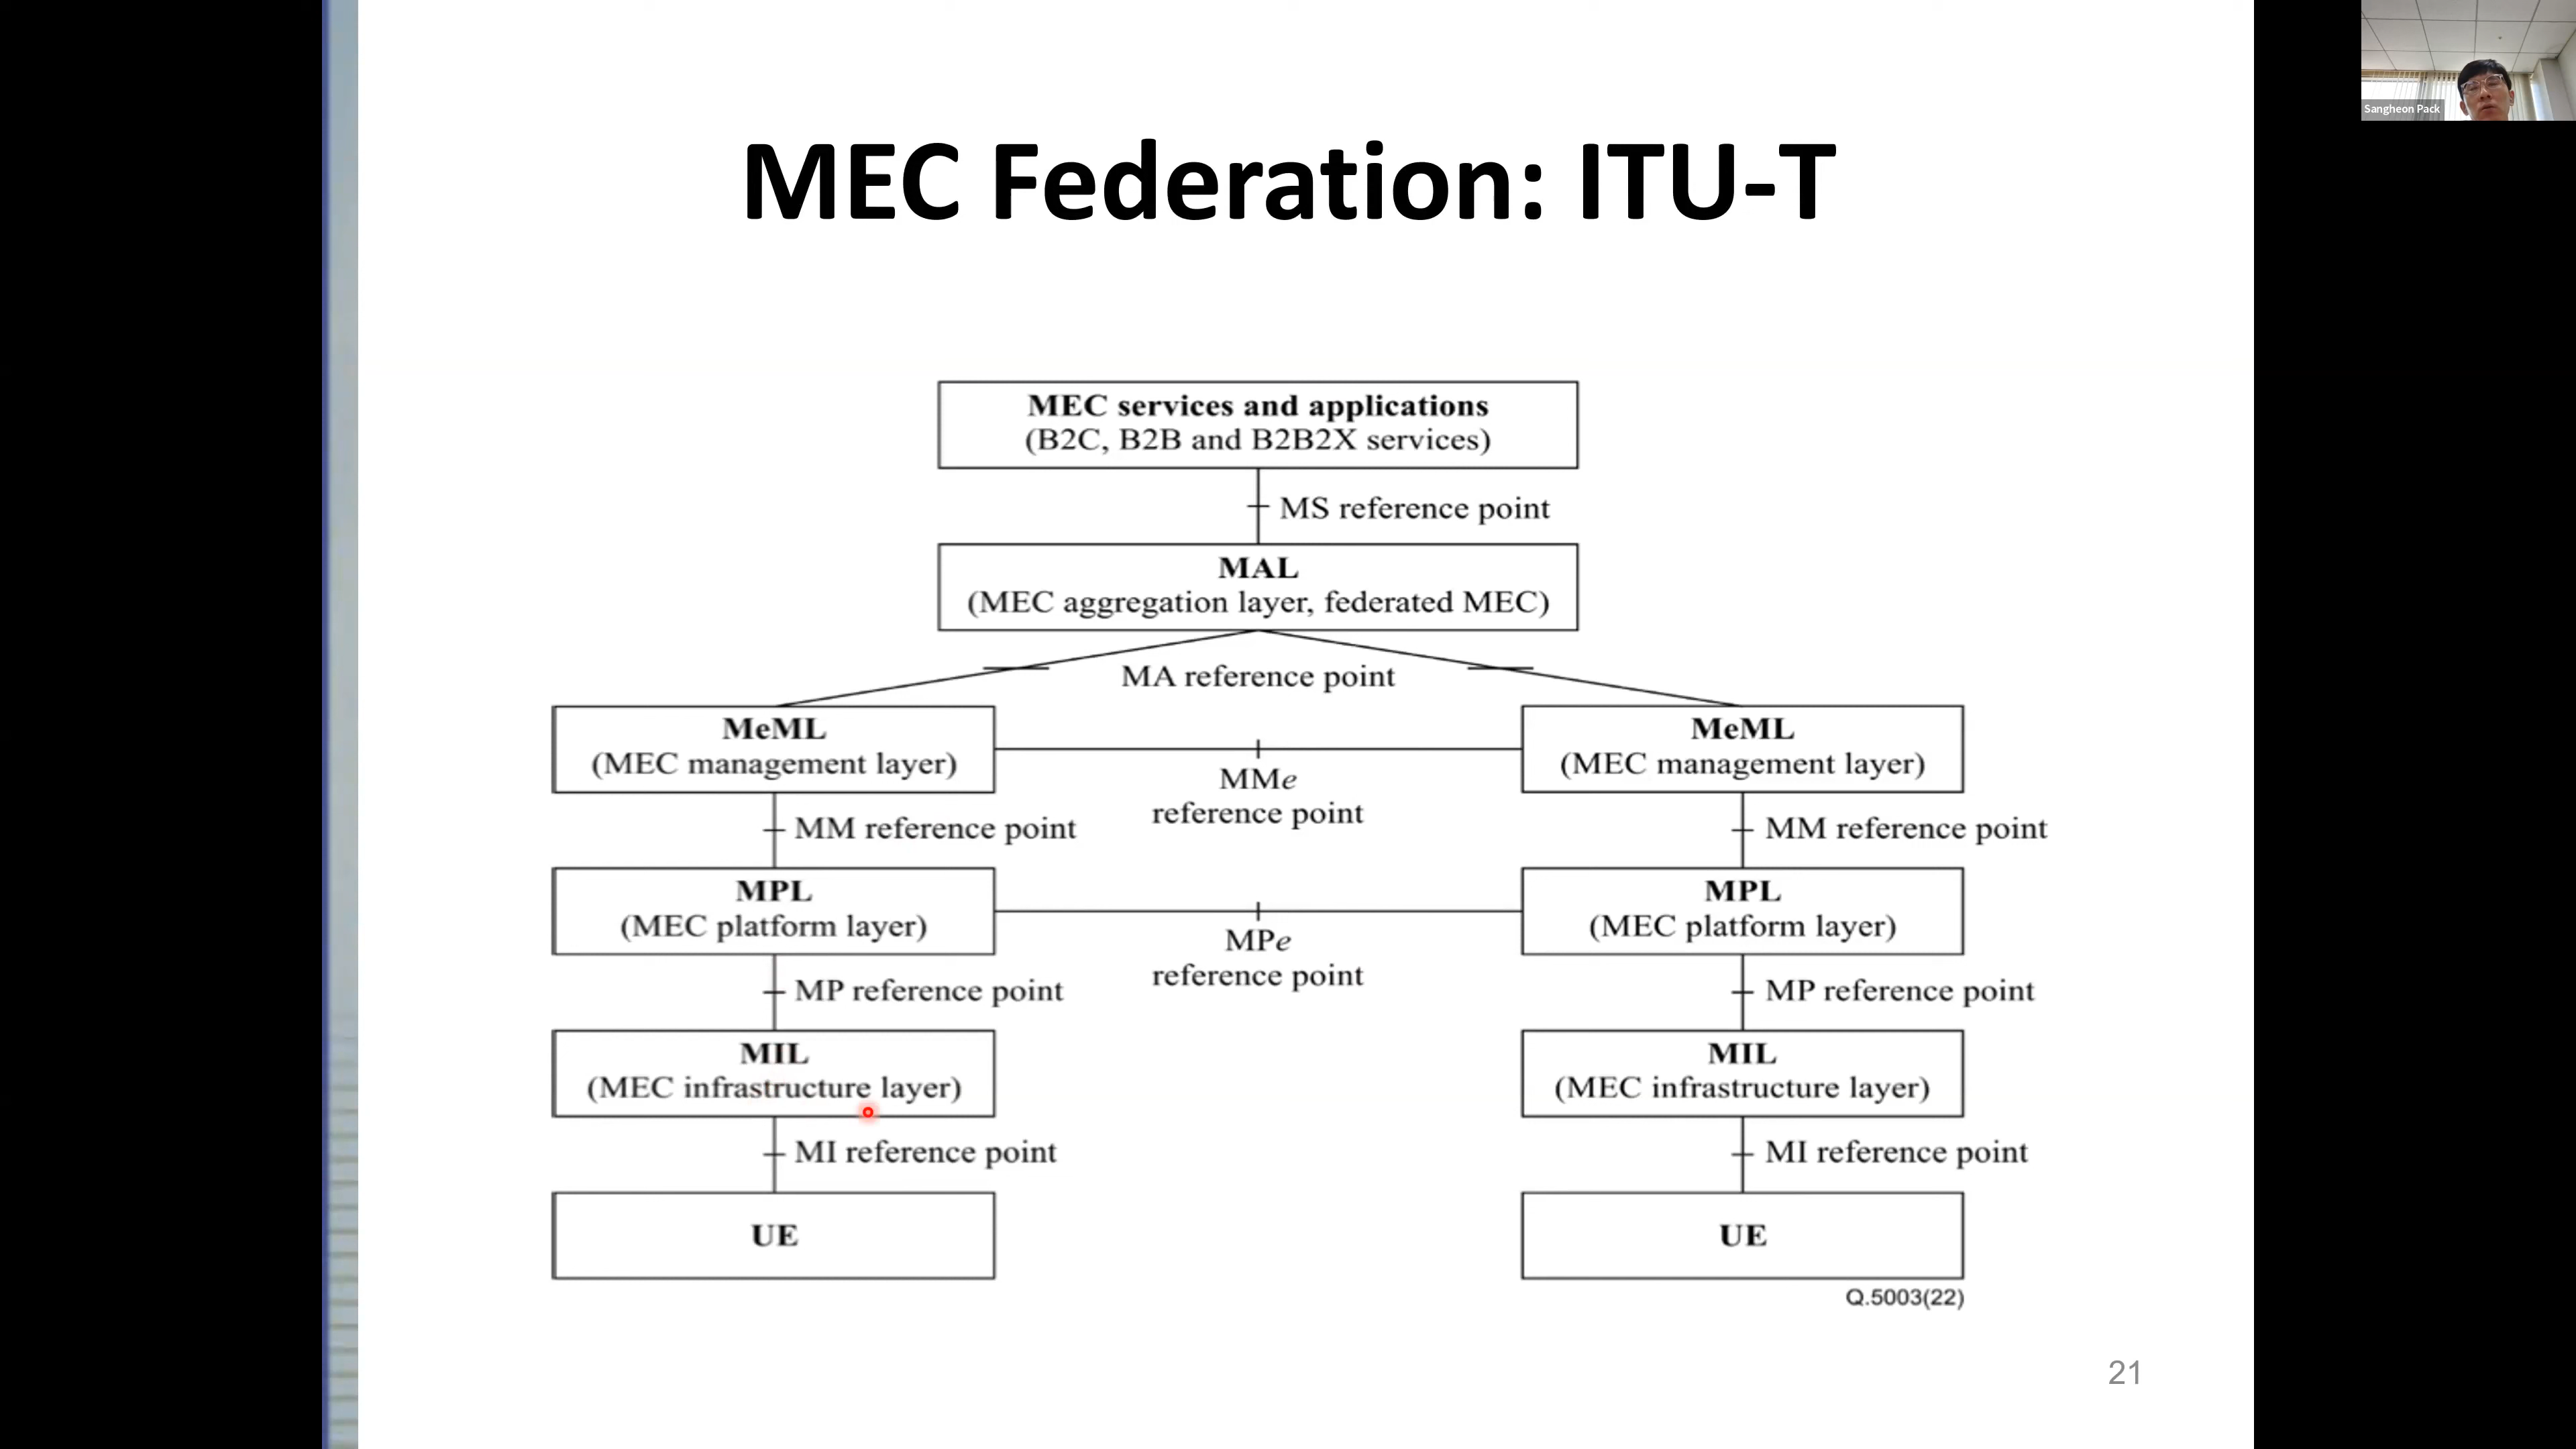 Sangheon Pack
MEC Federation: ITU-T
MEC services and applications
(B2C, B2B and B2B2X services)
MS reference point
MAL
(MEC aggregation layer, federated MEC)
MA reference point
MeML
(MEC management layer)
MMe
reference point
MeML
(MEC management layer)
MM reference point
MM reference point
MPL
(MEC platform layer)
MPe
reference point
MPL
(MEC platform layer)
MP reference point
MP reference point
MIL
(MEC infrastructure layer)
MIL
(MEC infrastructure layer)
MI reference point
MI reference point
UE
UE
Q.5003(22)
21